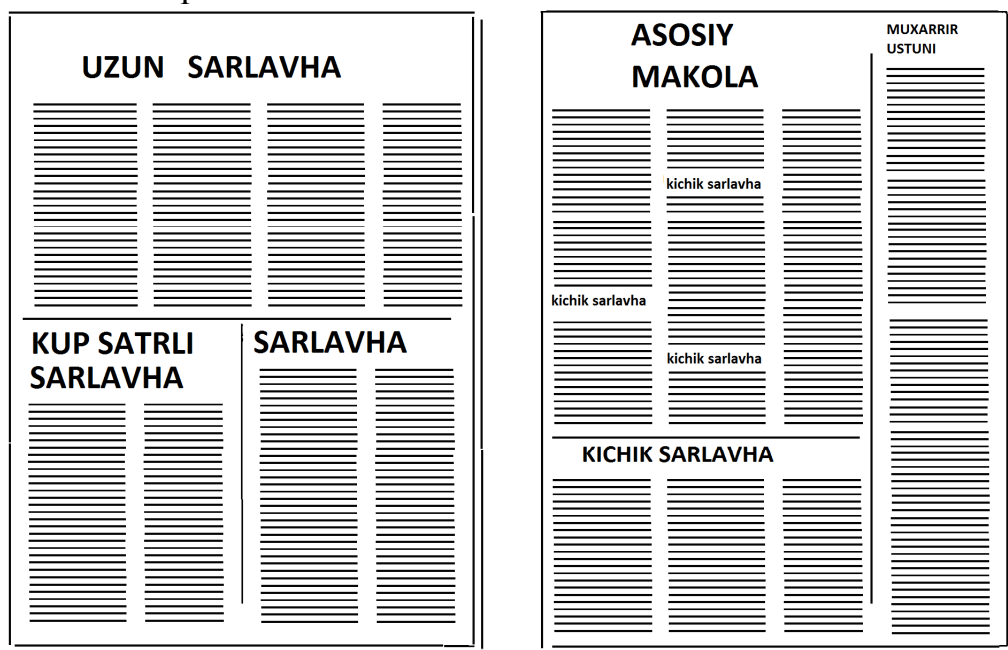 UZUN SARLAVHA
KUP SATRLI
SARLAVHA
SARLAVHA
ASOSIY
MAKOLA
kichik sarlavha
kichik sarlavha
kichik sarlavha
KICHIK SARLAVHA
MUXARRIR
USTUNI